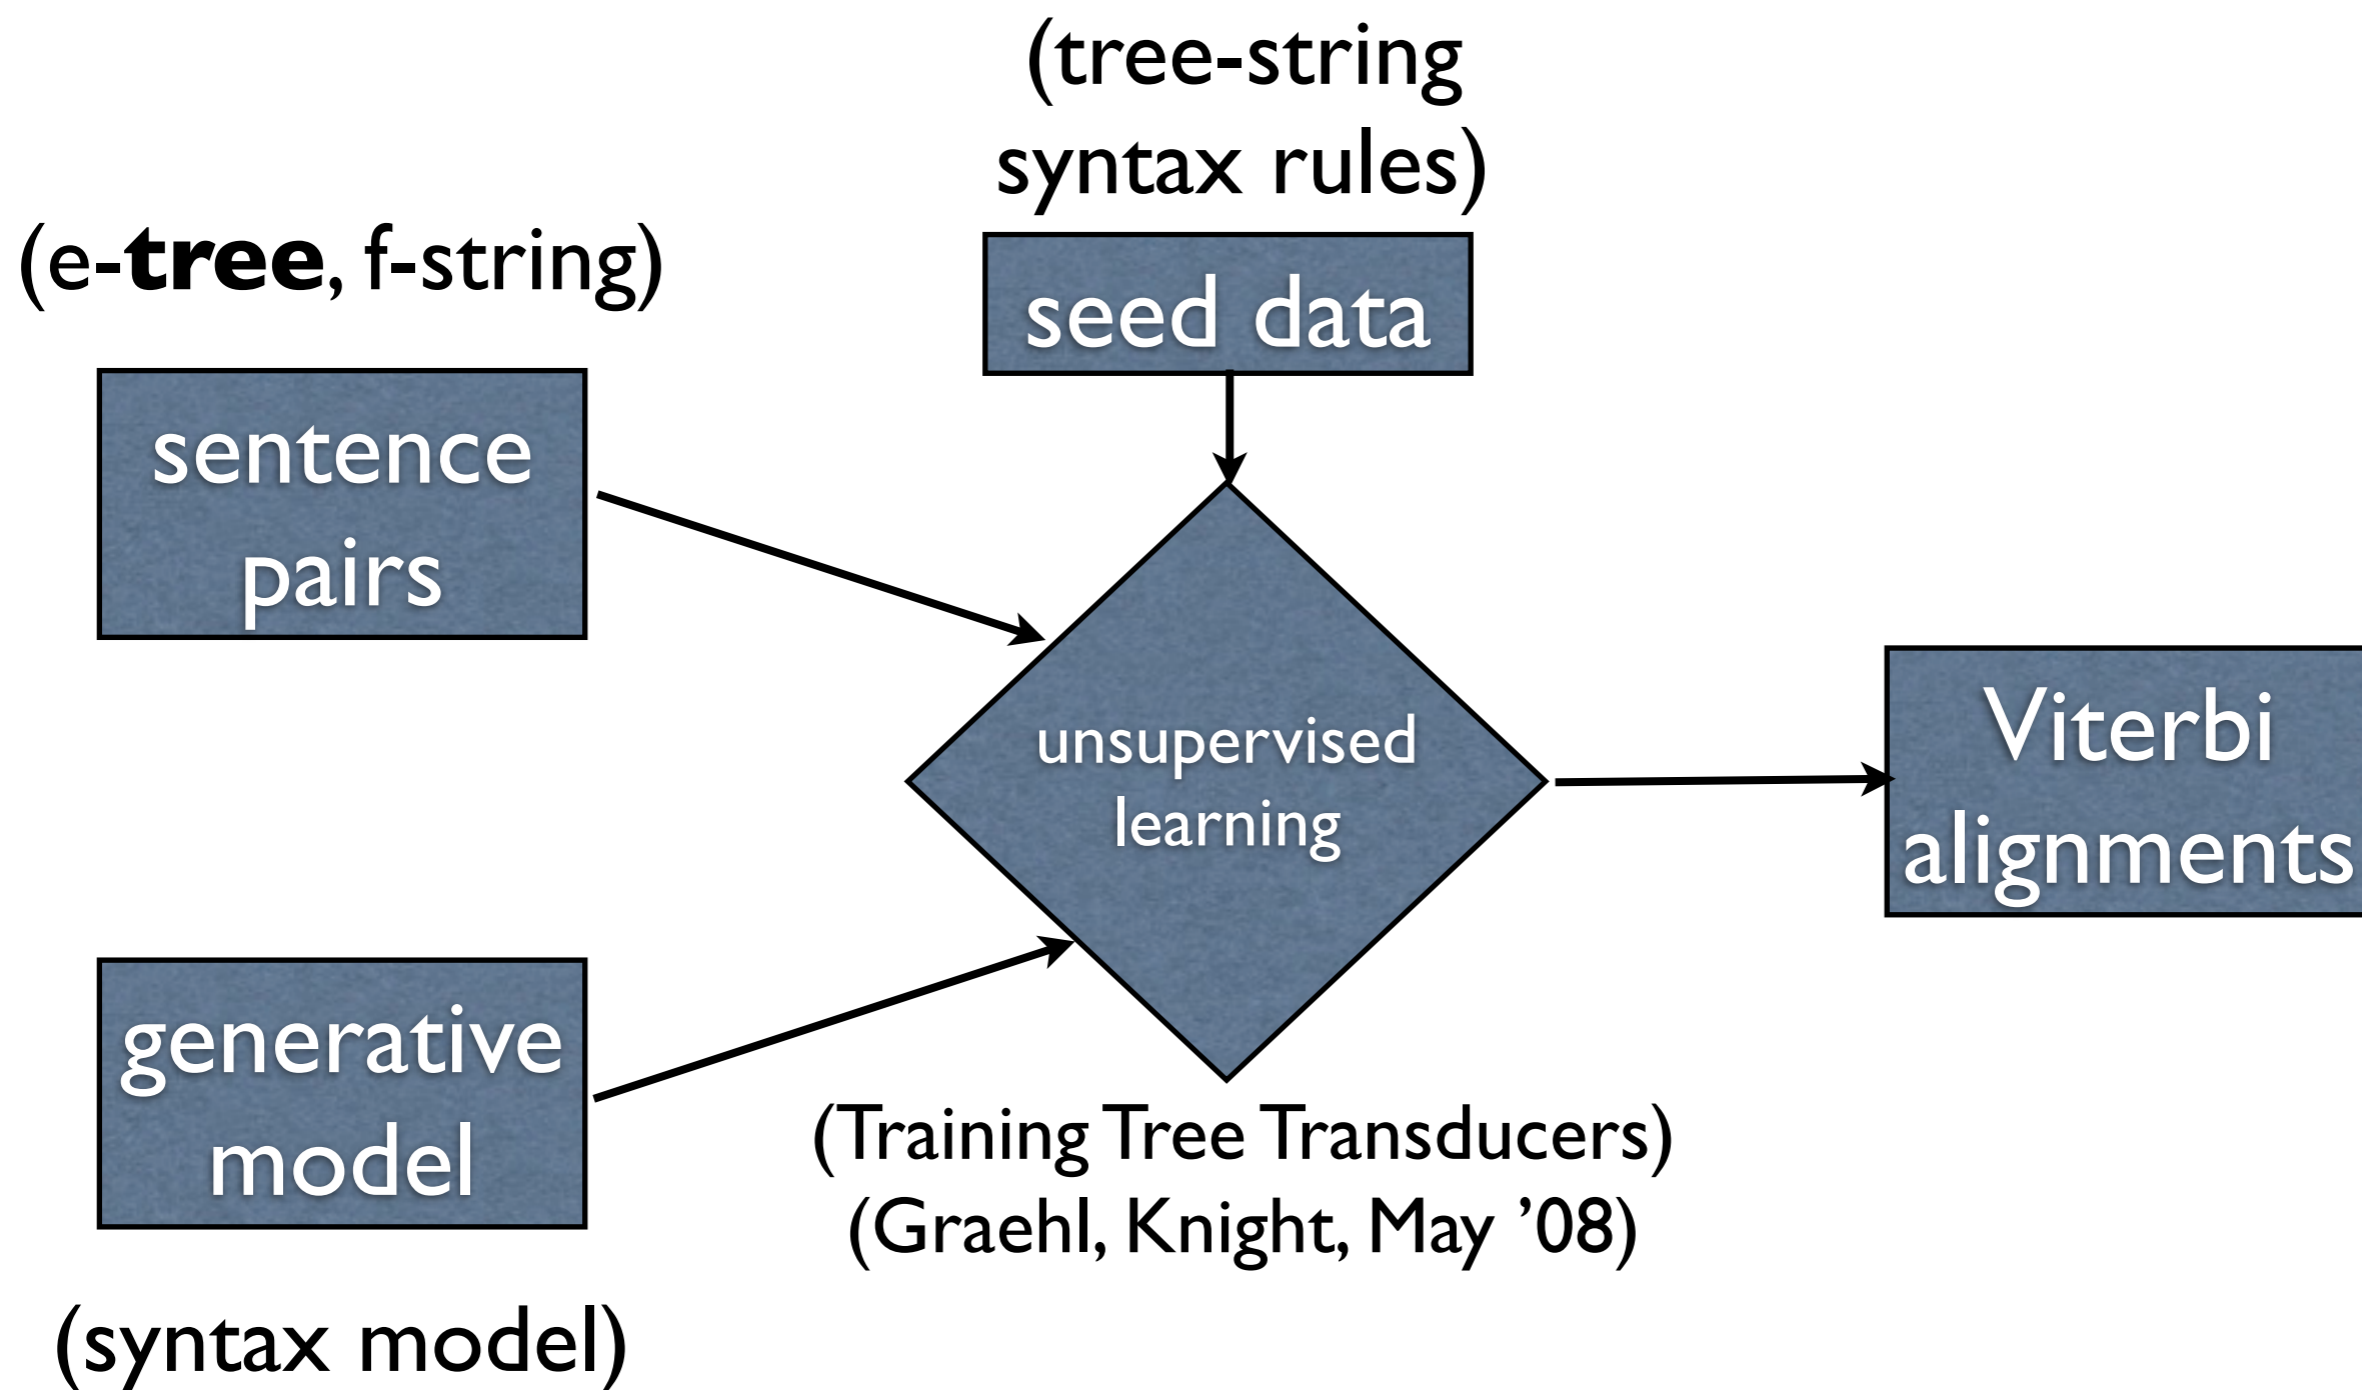 (tree-string
syntax rules)
(e-tree, f-string)
seed data
sentence
pairs
unsupervised
learning
Viterbi
alignments
generative
model
(Training Tree Transducers)
(Graehl, Knight, May ’08)
(syntax model)